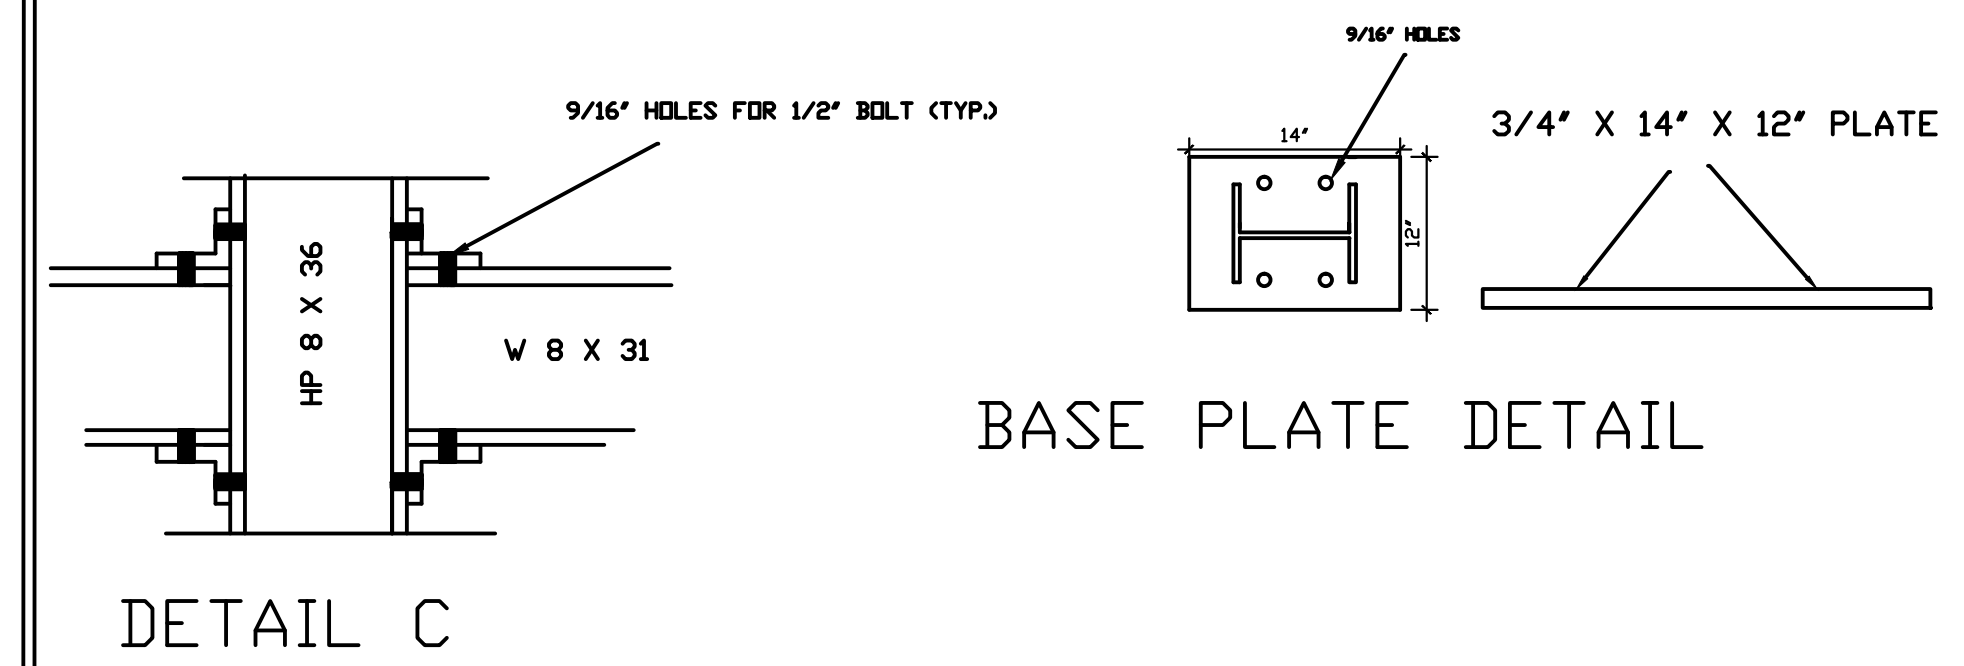 9/16" HOLES
9/16" HOLES FOR 1/2" BOLT (TYP.)
3/4" X 14" X 12" PLATE
14"
12"
HP 8 X 36
W 8 X 31
BASE PLATE DETAIL
DETAIL C